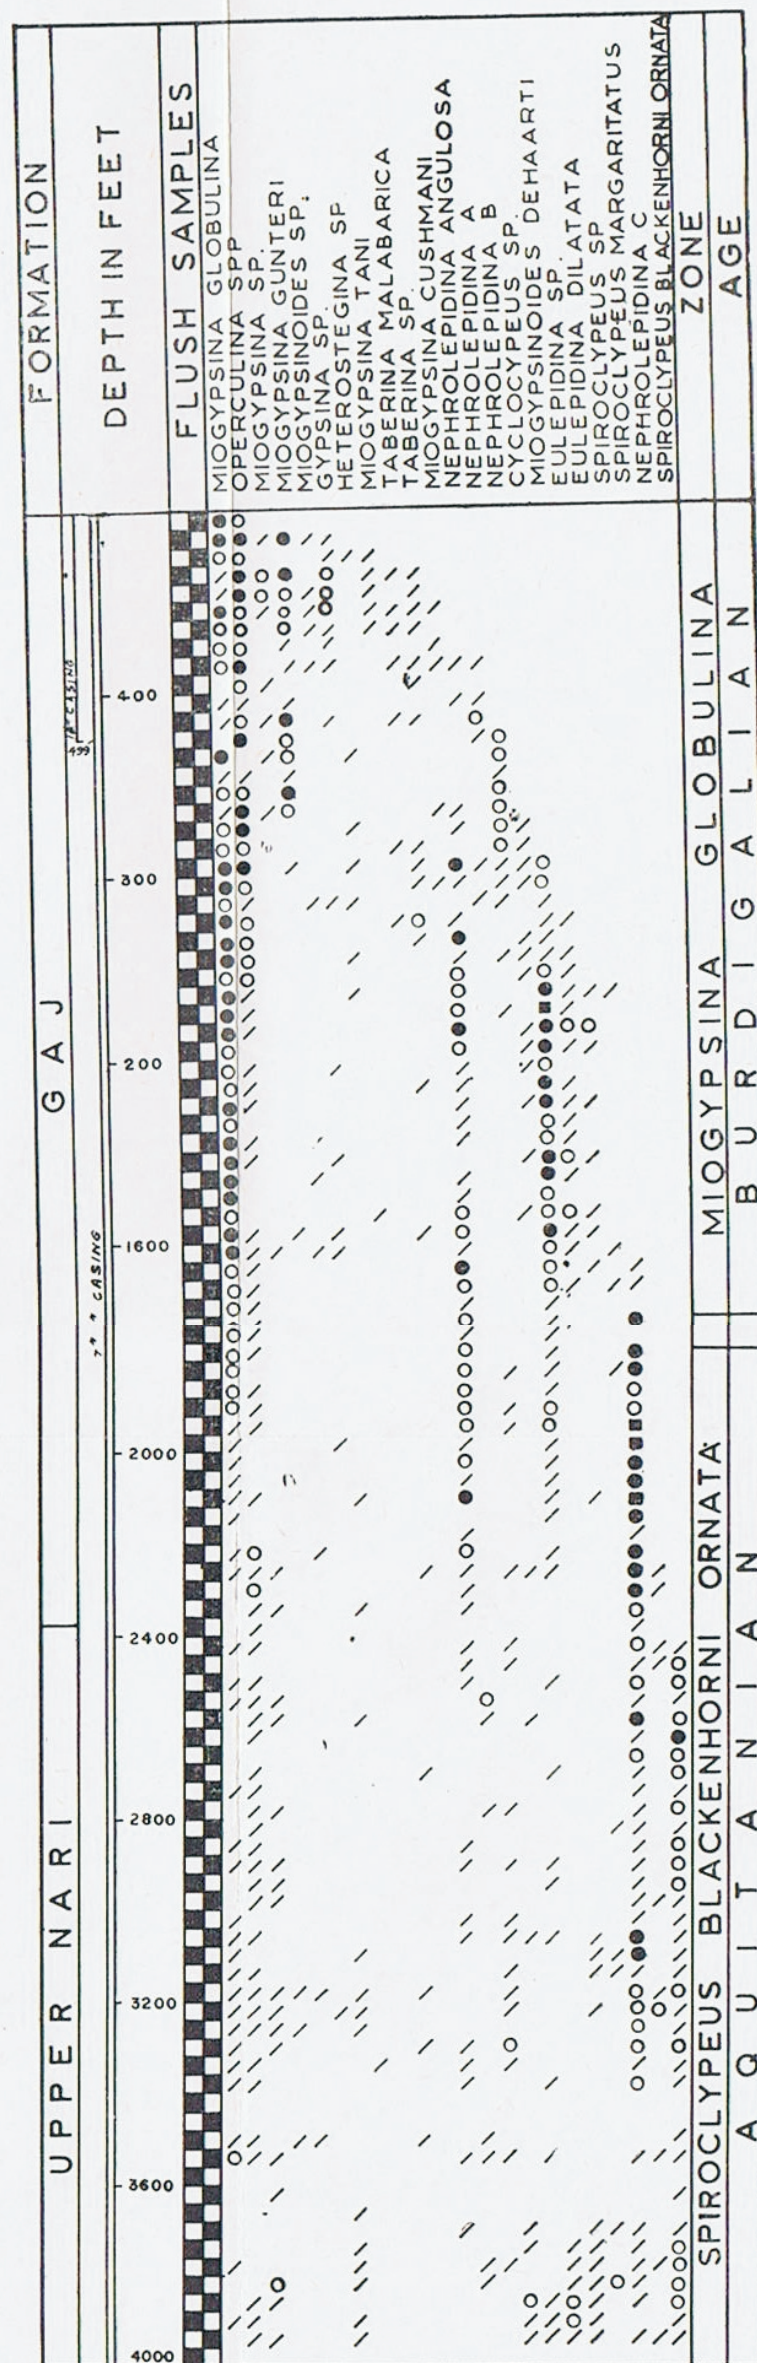 FORMATION
DEPTH IN FEET
FLUSH SAMPLES
MIOGYPSINA GLOBULINA
OPERCULINA SPP
MIOGYPSINA SP.
MIOGYPSINA GUNTERI
MIOGYPSINOIDES SP.
GYPSINA SP.
HETEROSTEGINA SP
MIOGYPSINA TANI
TABERINA MALABARICA
TABERINA SP.
MIOGYPSINA CUSHMANI
NEPHROLEPIDINA ANGULOSA
NEPHROLEPIDINA A
NEPHROLEPIDINA B
CYCLOCYPEUS SP.
MIOGYPSINOIDES DEHAARTI
EULEPIDINA SP.
EULEPIDINA DILATATA
SPIROCLYPEUS SP
SPIROCLYPEUS MARGARITATUS
NEPHROLEPIDINA C
SPIROCLYPEUS BLACKENHORNI ORNATA
ZONE
AGE
GAJ
UPPER NARI
CASING
499
7" CASING
400
800
1200
1600
2000
2400
2800
3200
3600
4000
MIOGYPSINA GLOBULINA
SPIROCLYPEUS BLACKENHORNI ORNATA
BURDIGALIAN
AQUITANIAN